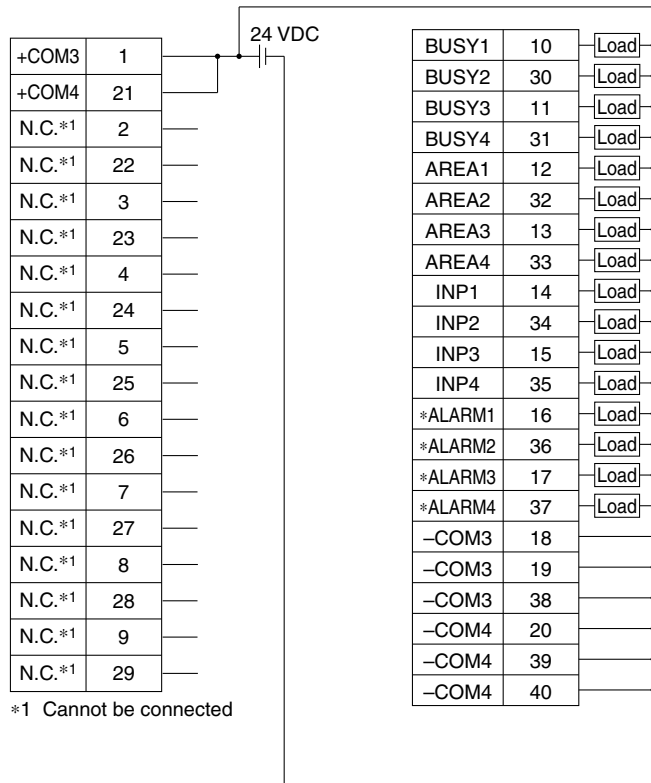 24 VDC
+COM3 1
+COM4 21
N.C.*1 2
N.C.*1 22
N.C.*1 3
N.C.*1 23
N.C.*1 4
N.C.*1 24
N.C.*1 5
N.C.*1 25
N.C.*1 6
N.C.*1 26
N.C.*1 7
N.C.*1 27
N.C.*1 8
N.C.*1 28
N.C.*1 9
N.C.*1 29
*1 Cannot be connected
BUSY1 10 Load
BUSY2 30 Load
BUSY3 11 Load
BUSY4 31 Load
AREA1 12 Load
AREA2 32 Load
AREA3 13 Load
AREA4 33 Load
INP1 14 Load
INP2 34 Load
INP3 15 Load
INP4 35 Load
*ALARM1 16 Load
*ALARM2 36 Load
*ALARM3 17 Load
*ALARM4 37 Load
–COM3 18
–COM3 19
–COM3 38
–COM4 20
–COM4 39
–COM4 40